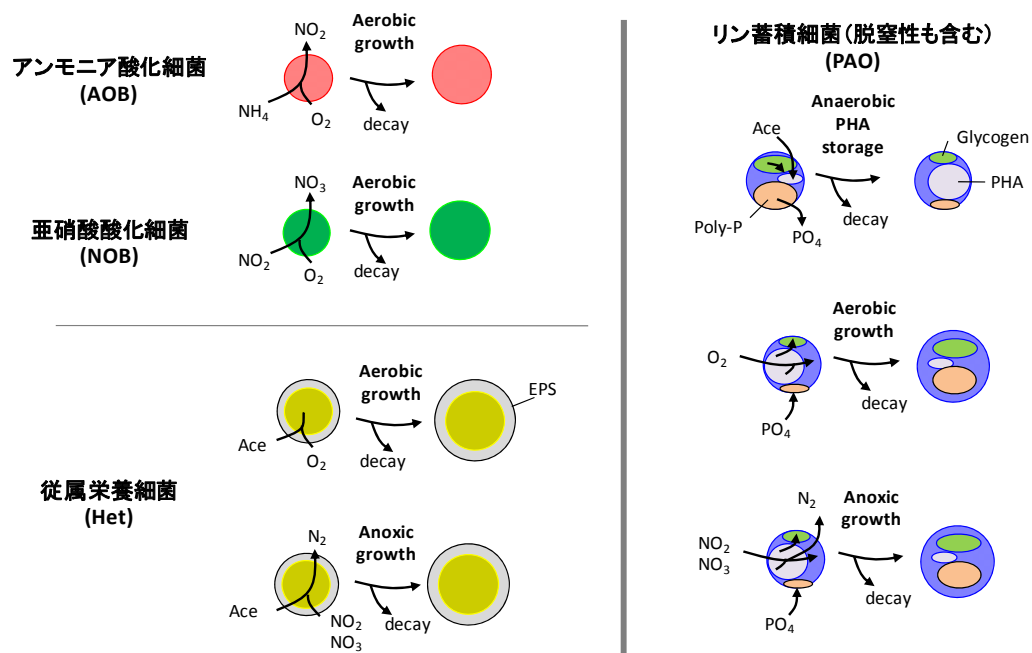 アンモニア酸化細菌
(AOB)
NO2
Aerobic
growth
NH4
O2
decay
亜硝酸酸化細菌
(NOB)
NO3
Aerobic
growth
NO2
O2
decay
従属栄養細菌
(Het)
Aerobic
growth
EPS
Ace
O2
decay
N2
Anoxic
growth
Ace
NO2
NO3
decay
リン蓄積細菌(脱窒性も含む)
(PAO)
Ace
Anaerobic
PHA
storage
Glycogen
PHA
Poly-P
PO4
decay
Aerobic
growth
O2
PO4
decay
N2
Anoxic
growth
NO2
NO3
PO4
decay